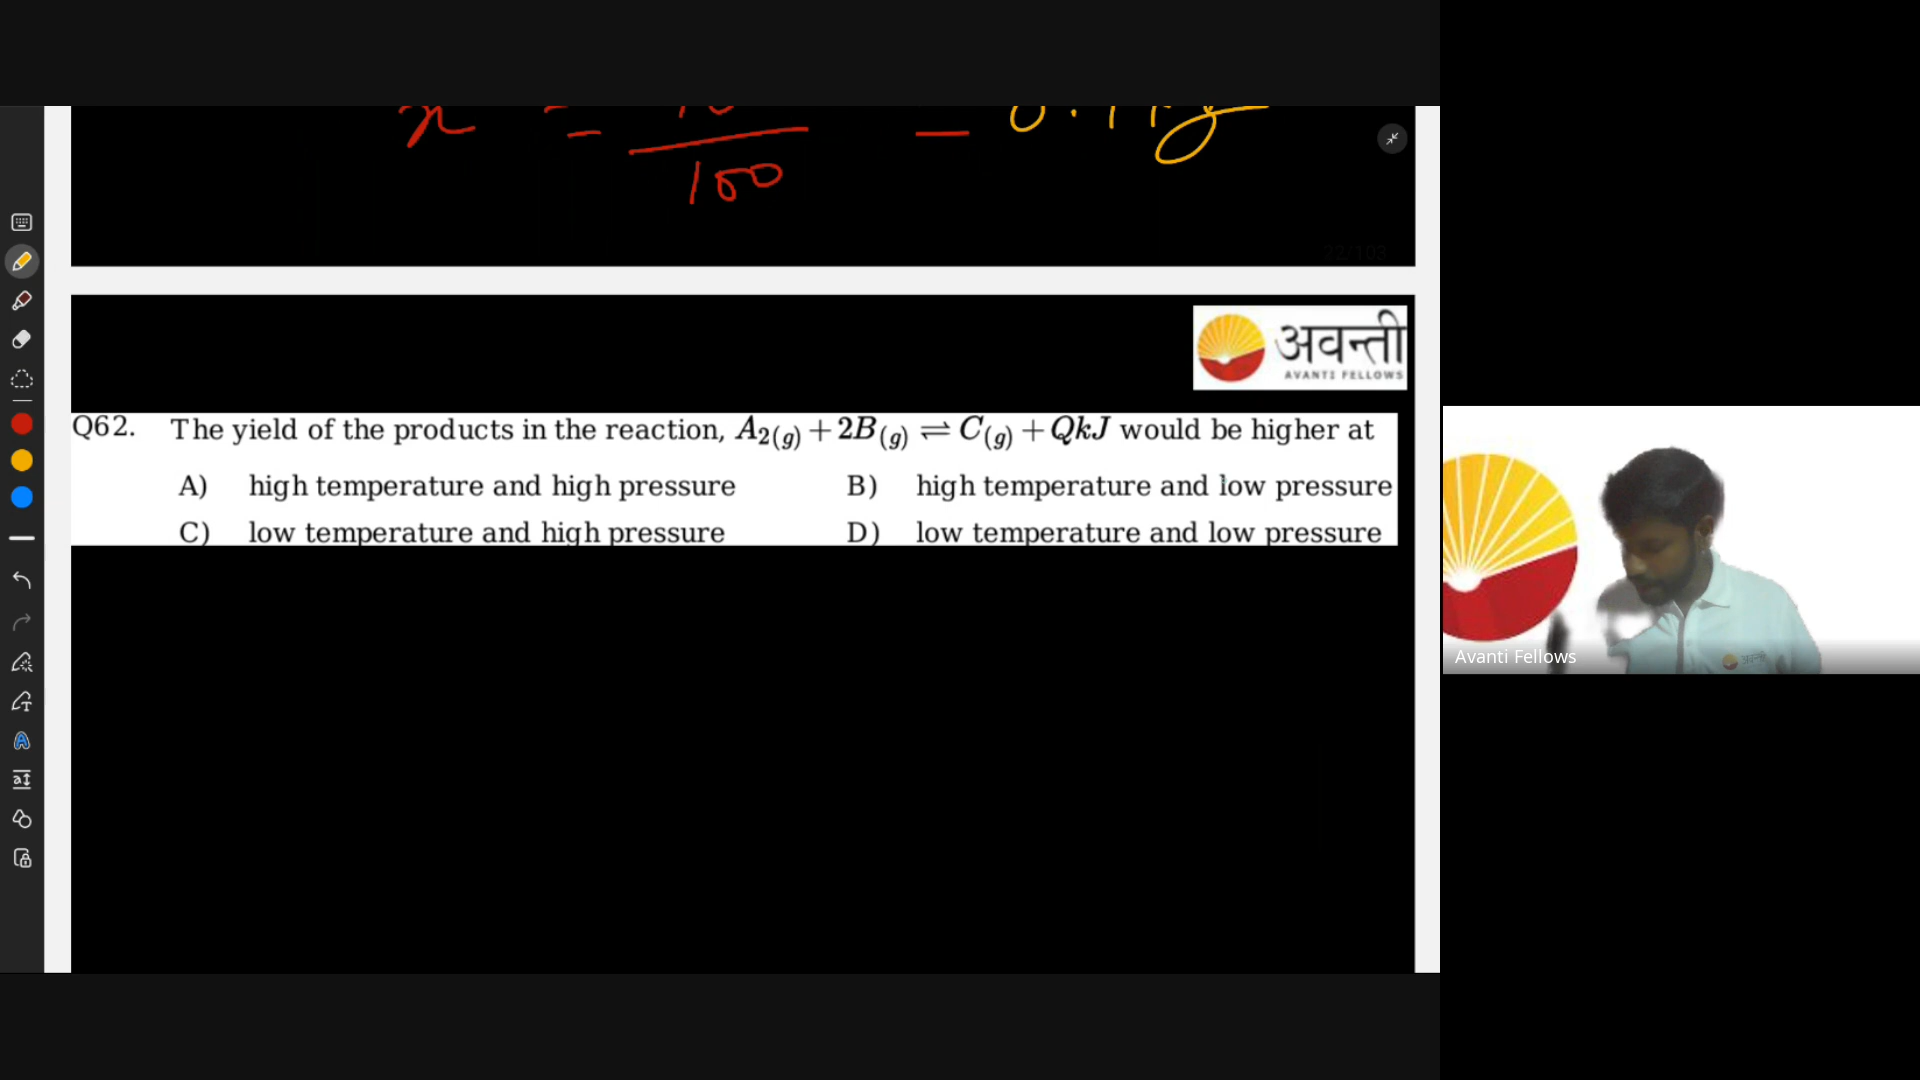 100
22/103
अवन्ती
AVANTI FELLOWS
Q62. The yield of the products in the reaction, A₂(g) + 2B(g) ⇌ C(g) + QkJ would be higher at
A) high temperature and high pressure B) high temperature and low pressure
C) low temperature and high pressure D) low temperature and low pressure
Avanti Fellows